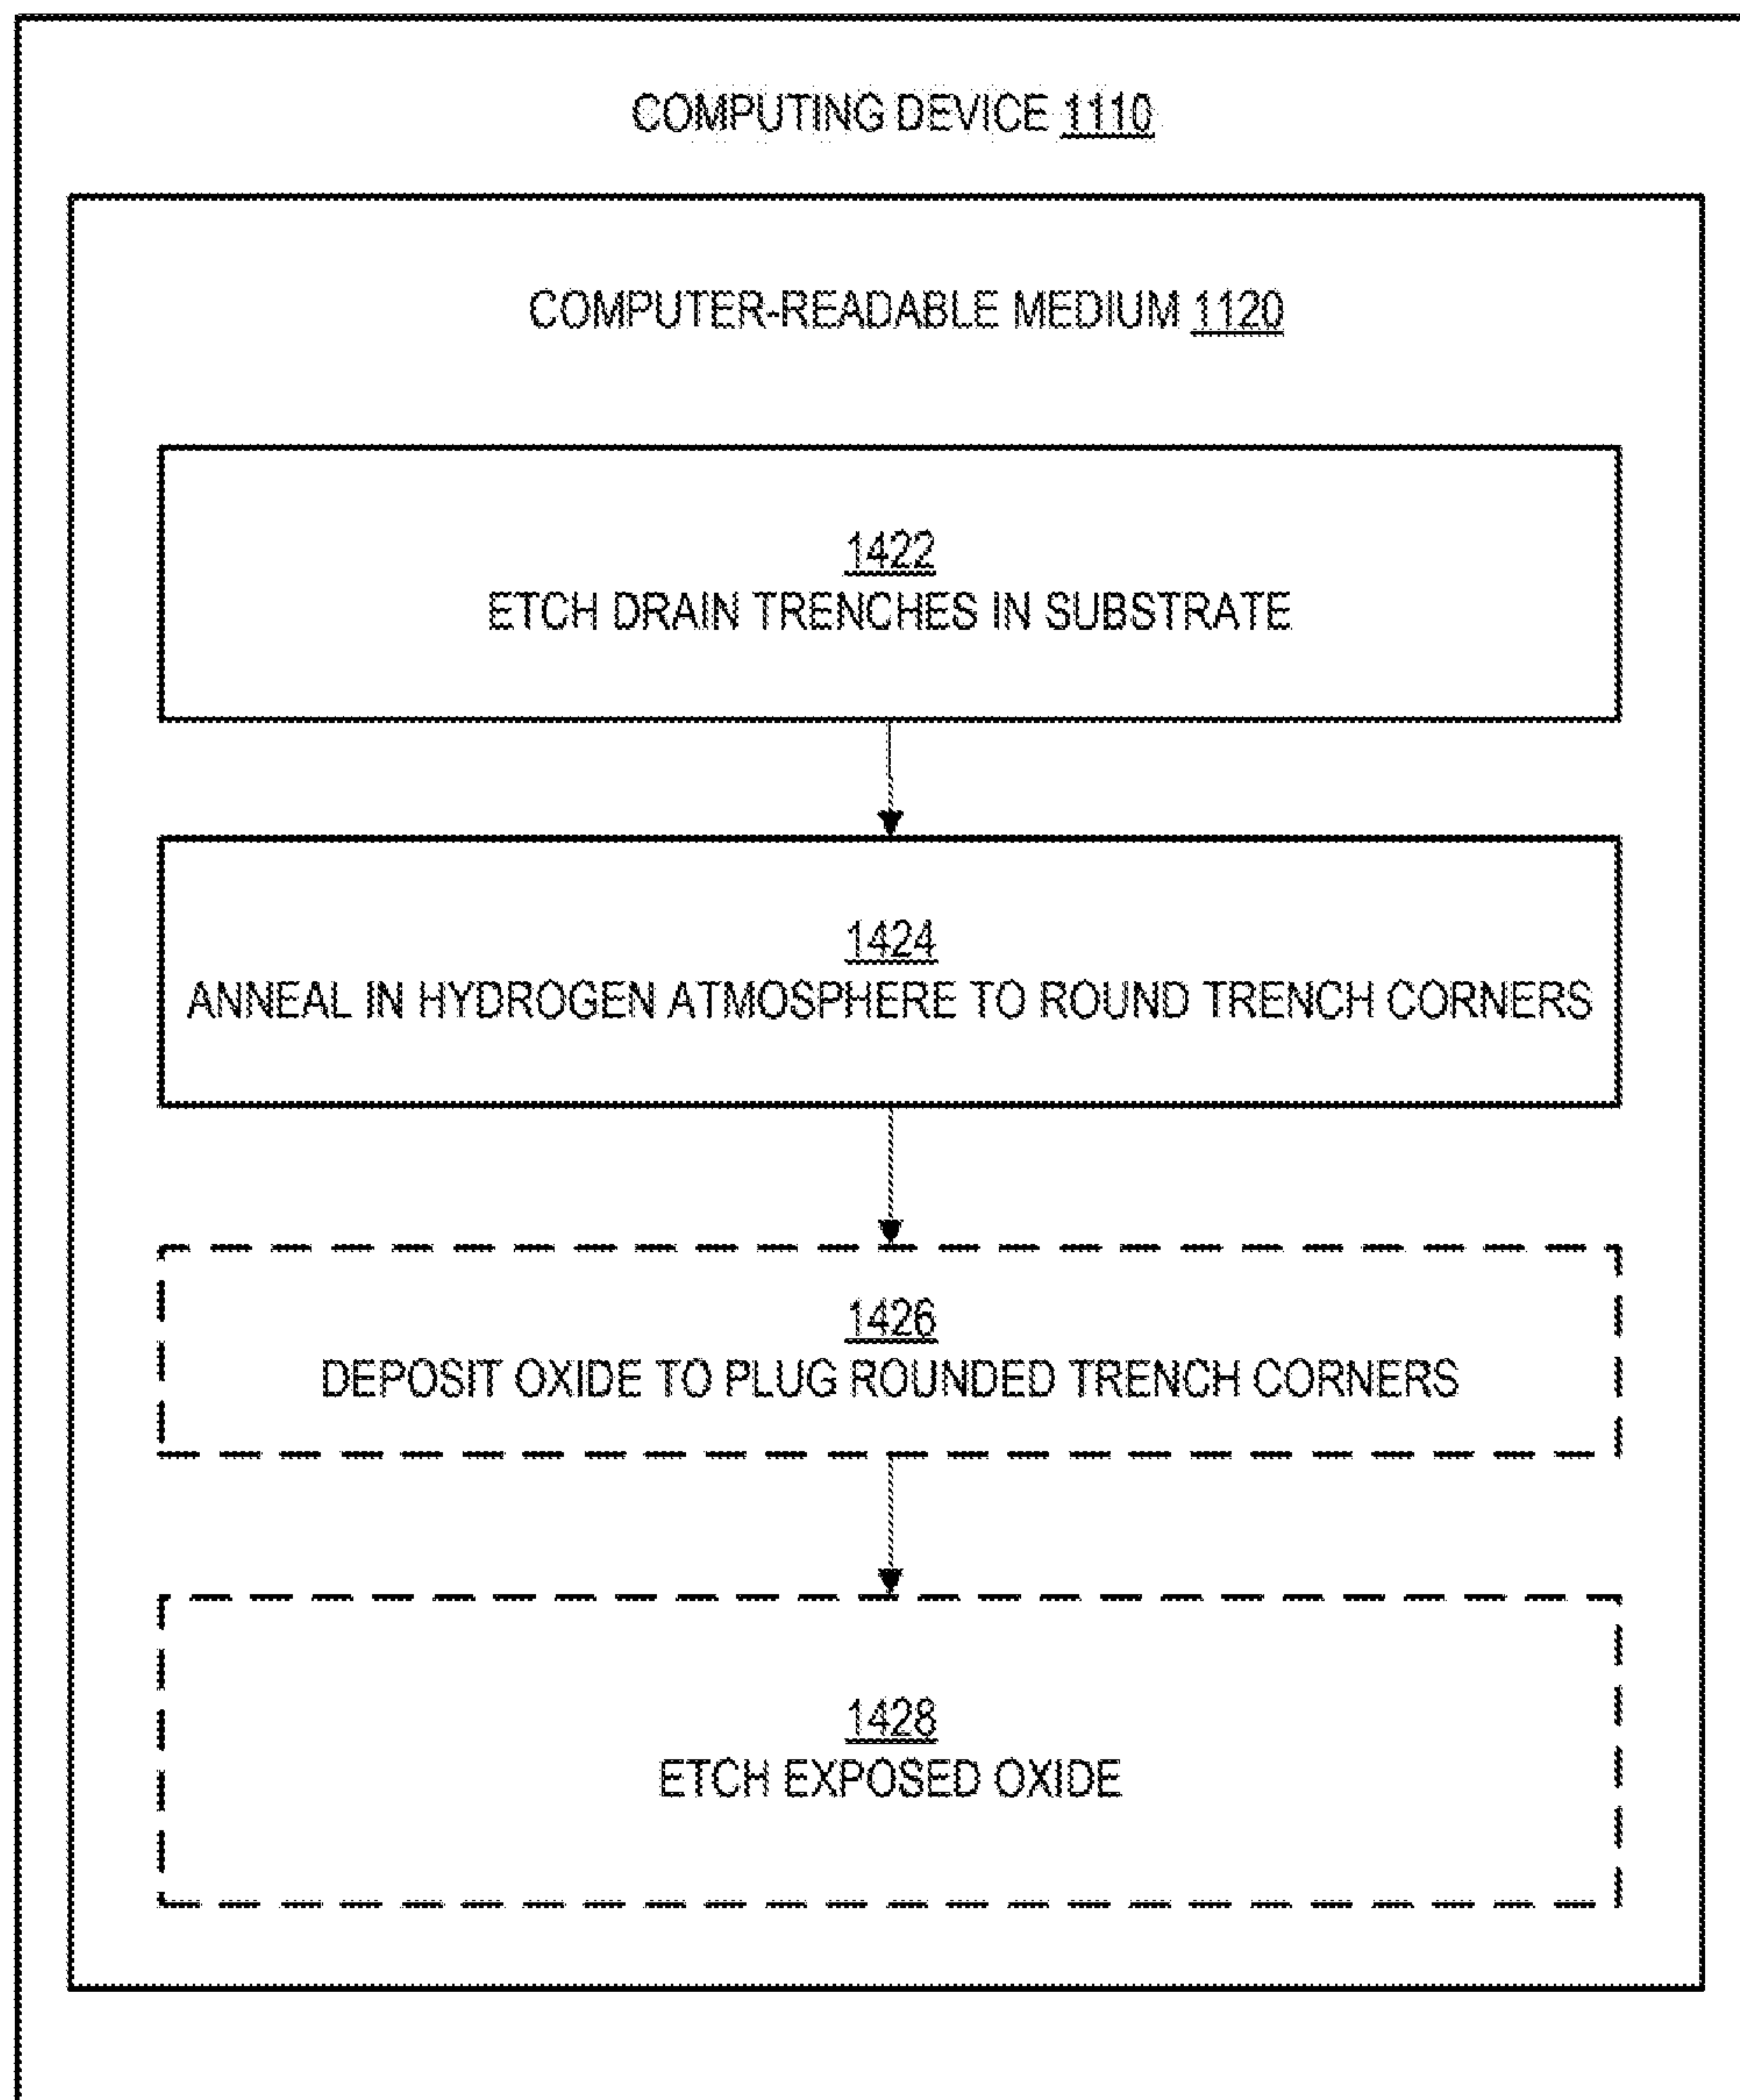 COMPUTING DEVICE 1110
COMPUTER-READABLE MEDIUM 1120
1422
ETCH DRAIN TRENCHES IN SUBSTRATE
1424
ANNEAL IN HYDROGEN ATMOSPHERE TO ROUND TRENCH CORNERS
1426
DEPOSIT OXIDE TO PLUG ROUNDED TRENCH CORNERS
1428
ETCH EXPOSED OXIDE